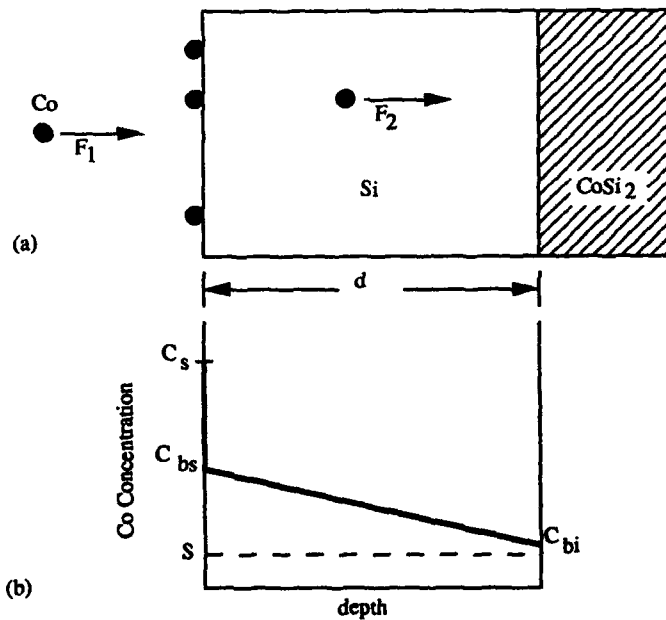 Co
F1
F2
Si
CoSi2
(a)
d
Cs
Cbs
Co Concentration
S
Cbi
(b)
depth